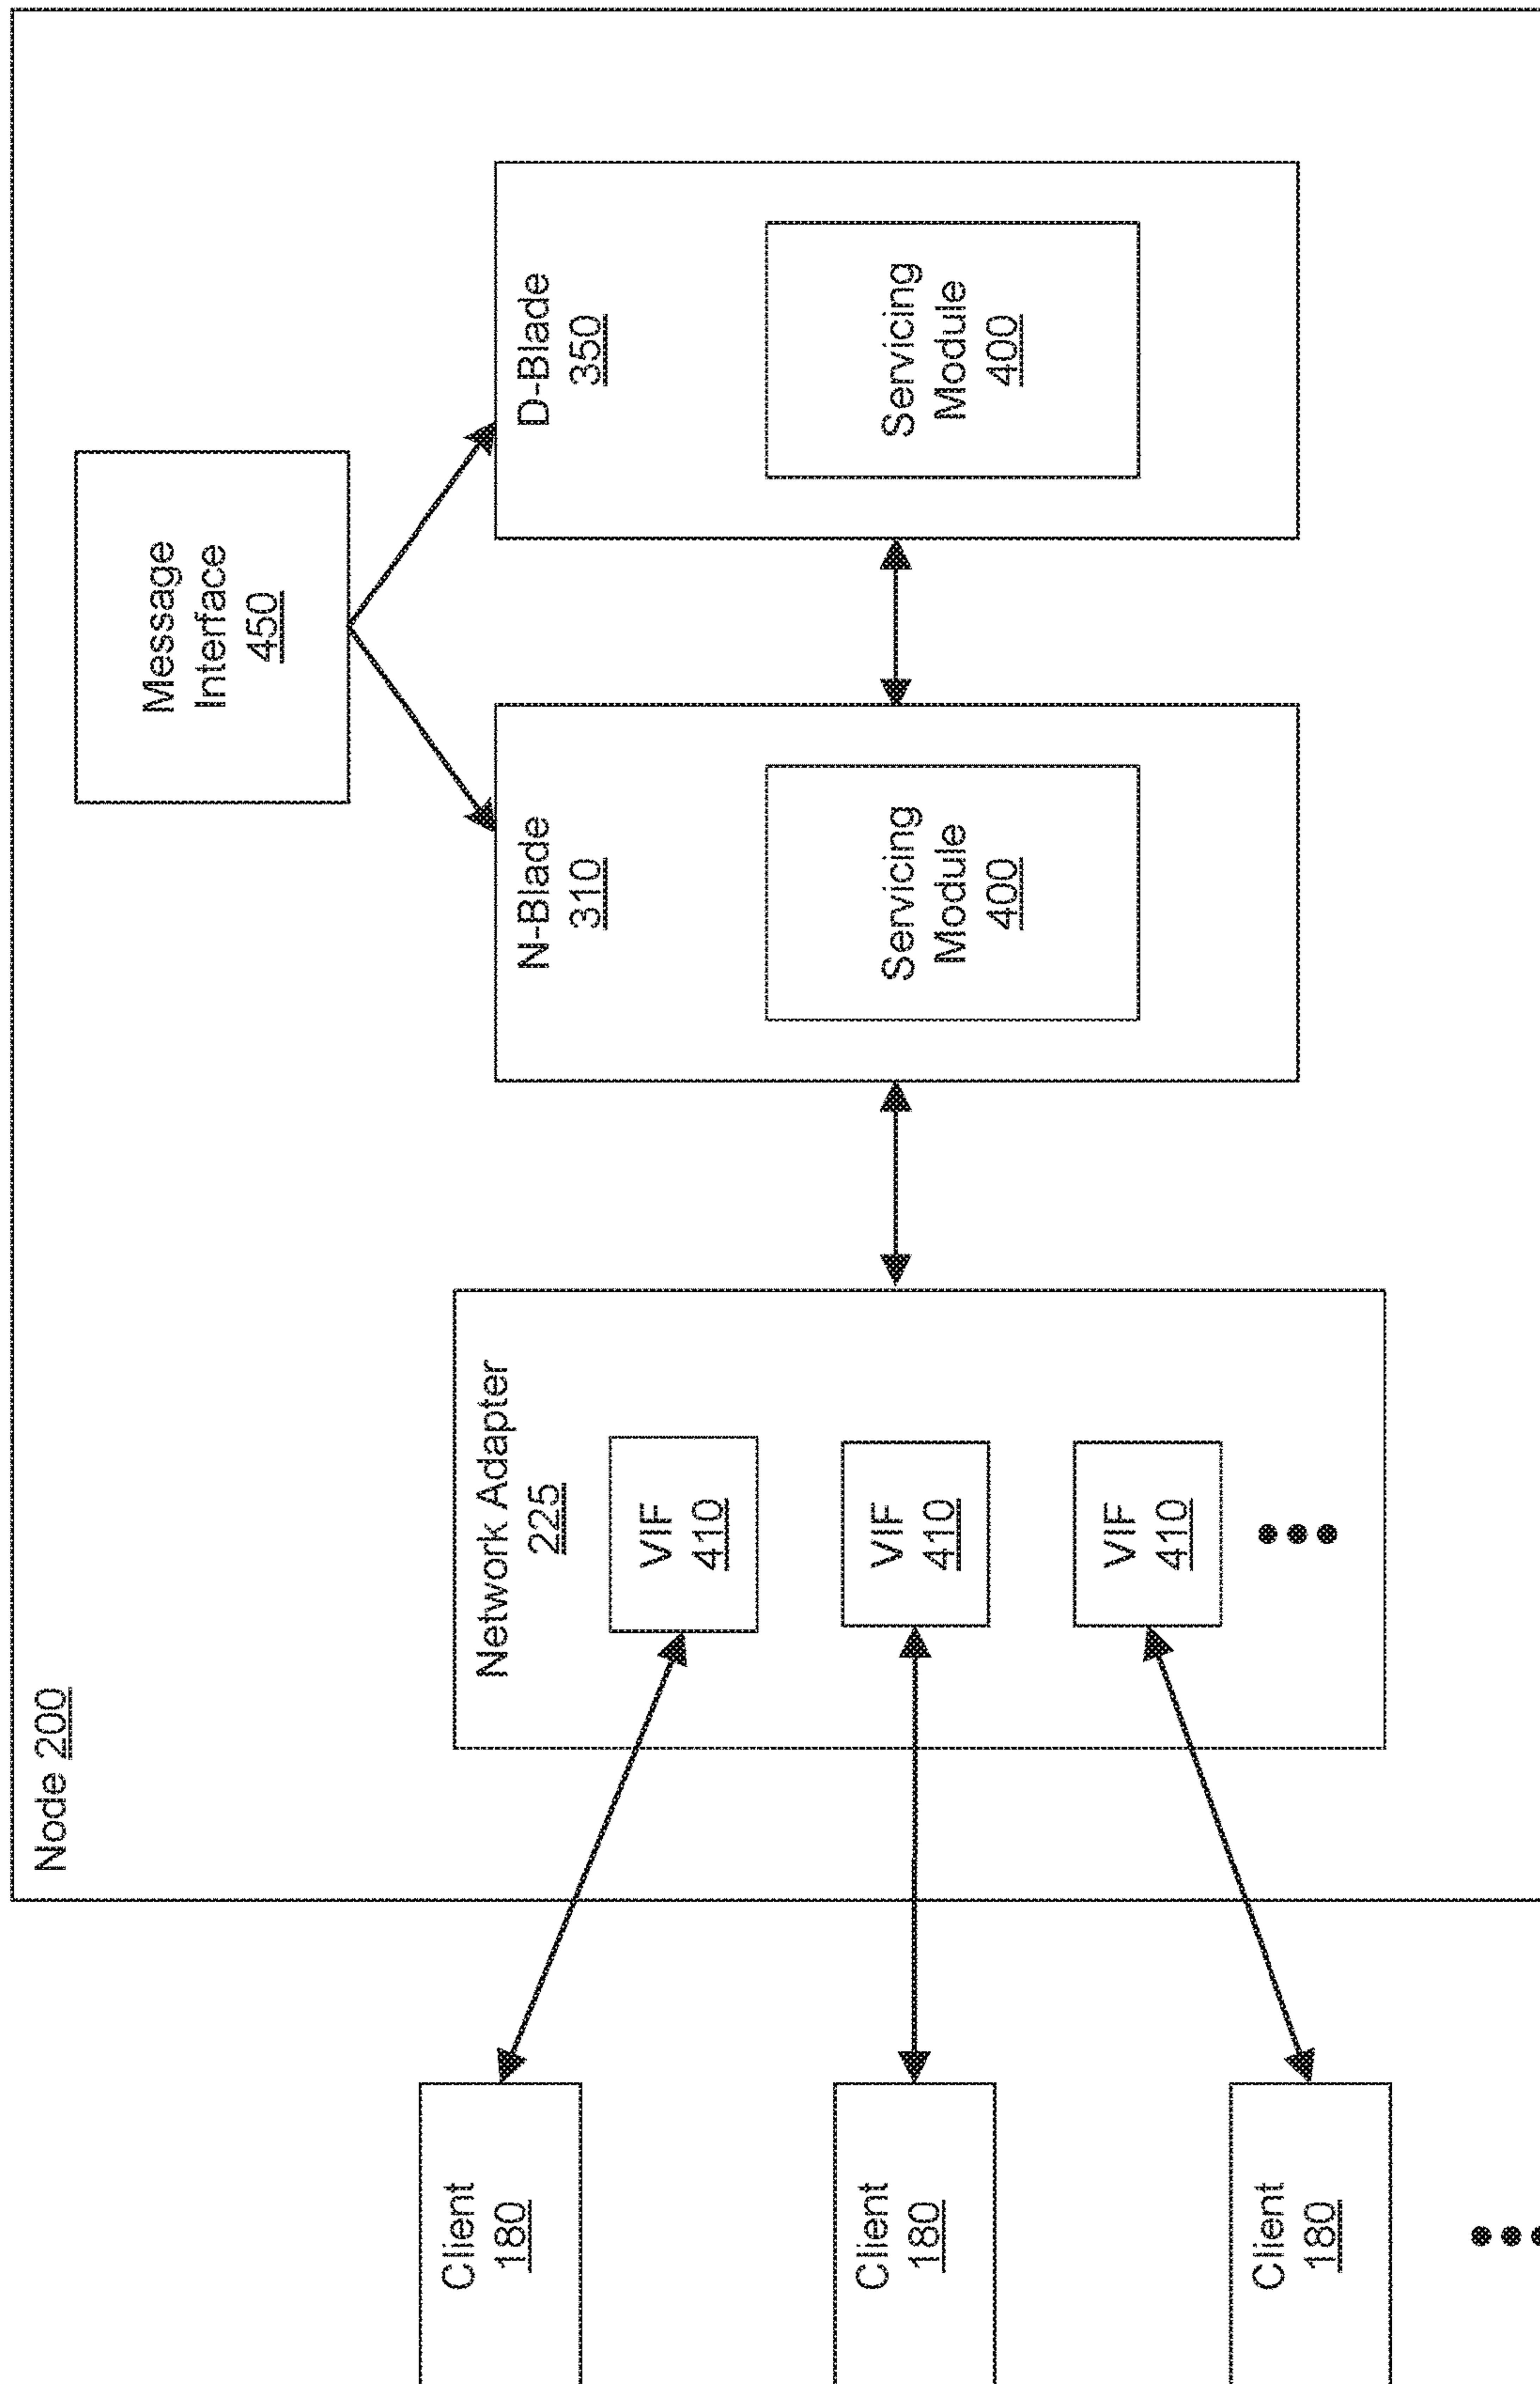 Node 200
Message
Interface
450
Client
180
Client
180
Client
180
Network Adapter
225
VIF
410
VIF
410
VIF
410
N-Blade
310
Servicing
Module
400
D-Blade
350
Servicing
Module
400